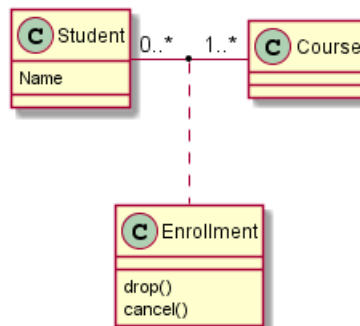 C Student
0..*
1..*
C Course
Name
C Enrollment
drop()
cancel()